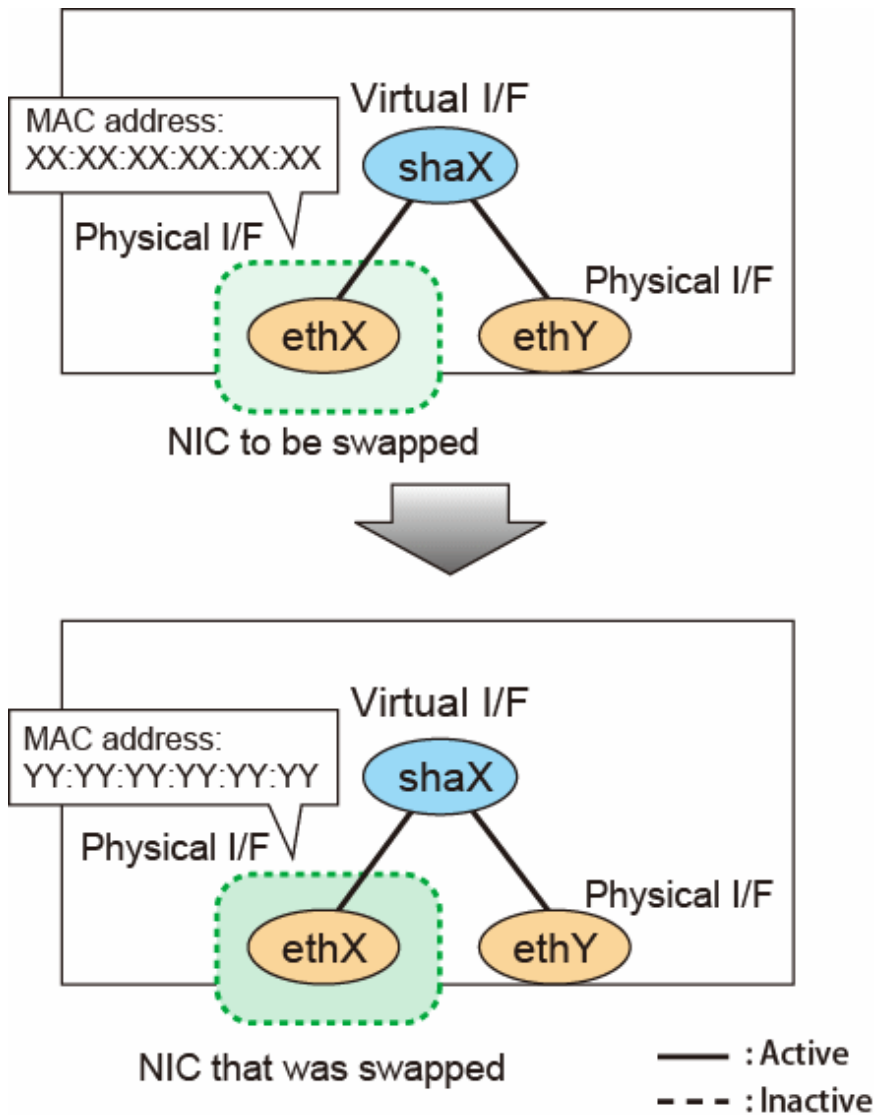 Virtual I/F
MAC address:
XX:XX:XX:XX:XX:XX
shaX
Physical I/F
Physical I/F
ethX
ethY
NIC to be swapped
Virtual I/F
MAC address:
YY:YY:YY:YY:YY:YY
shaX
Physical I/F
Physical I/F
ethX
ethY
NIC that was swapped
: Active
: Inactive